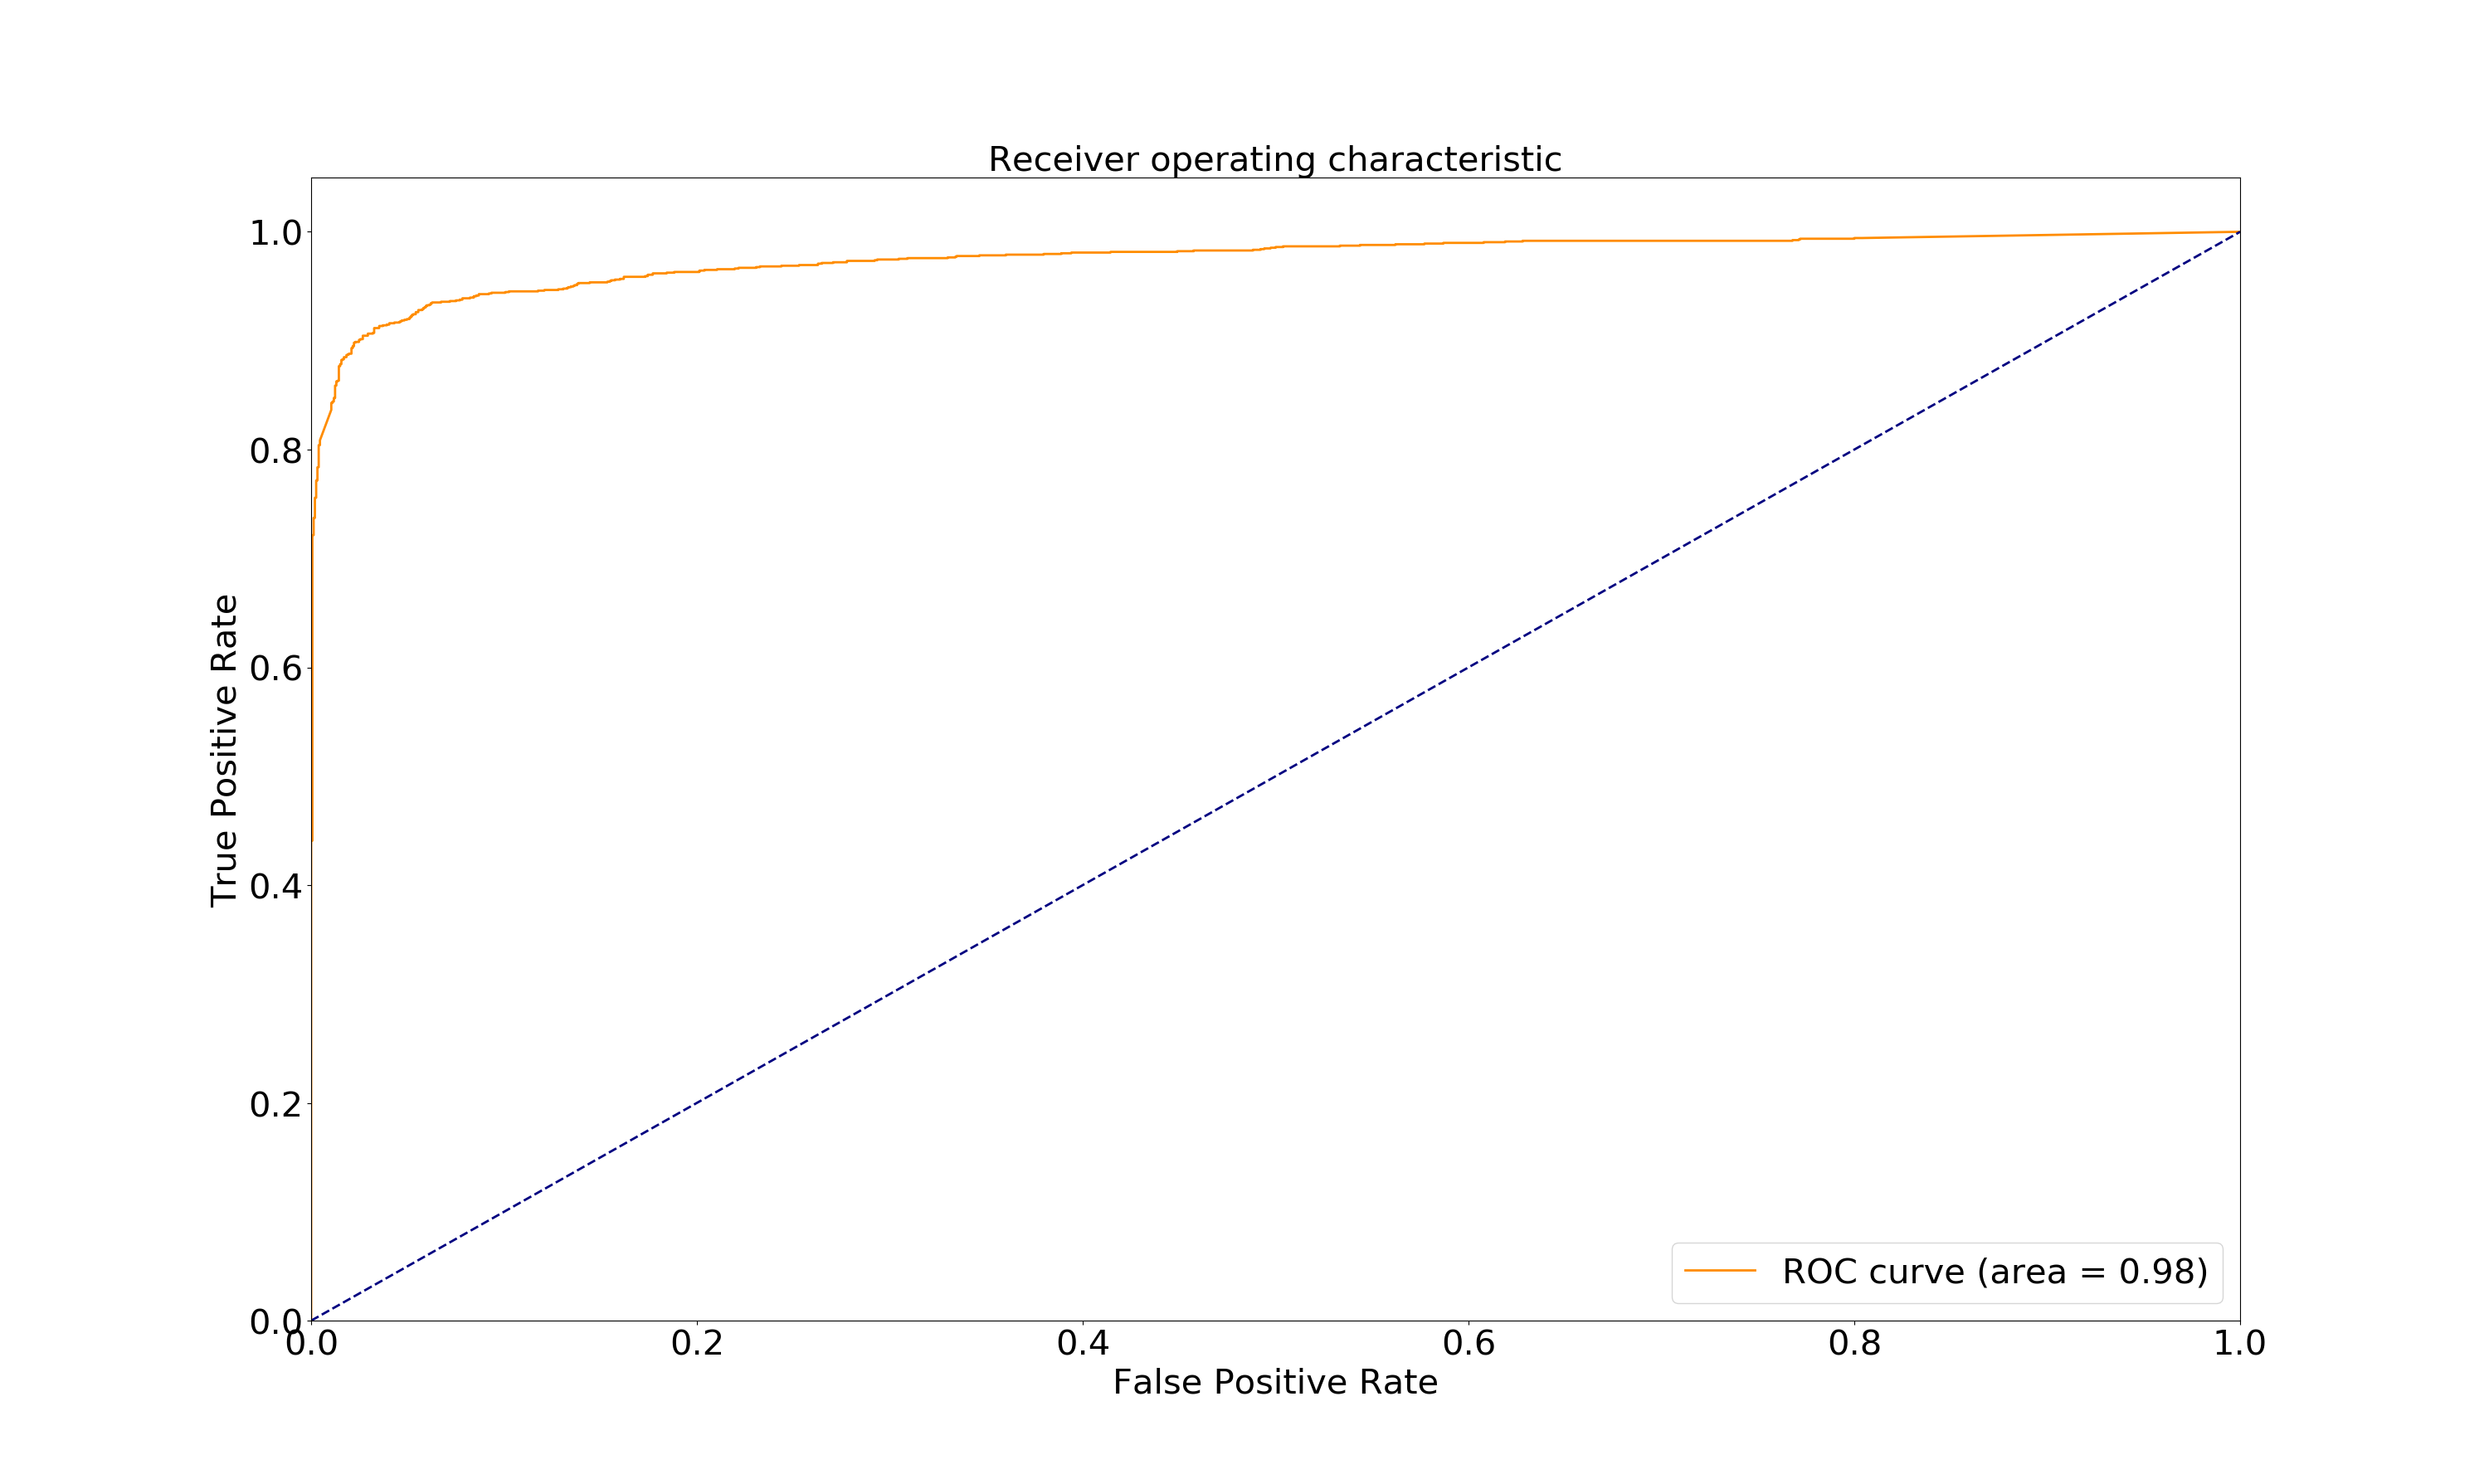 Receiver operating characteristic
1.0
0.8
0.6
0.4
0.2
0.0
True Positive Rate
0.0 0.2 0.4 0.6 0.8 1.0
False Positive Rate
ROC curve (area = 0.98)